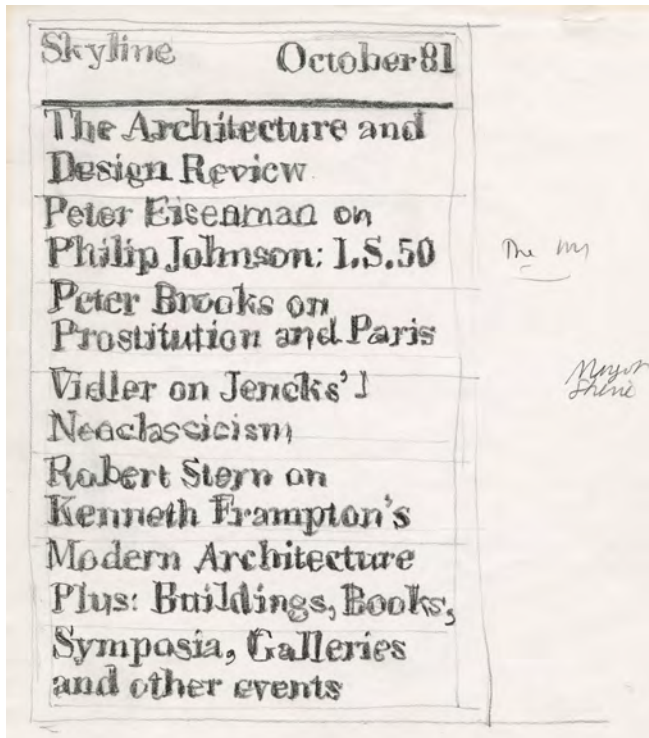 Skyline October 81
The Architecture and
Design Review
Peter Eisenman on
Philip Johnson: I.S.50
Peter Brooks on
Prostitution and Paris
Vidler on Jencks'
Neoclassicism
Robert Stern on
Kenneth Frampton's
Modern Architecture
Plus: Buildings, Books,
Symposia, Galleries
and other events
The